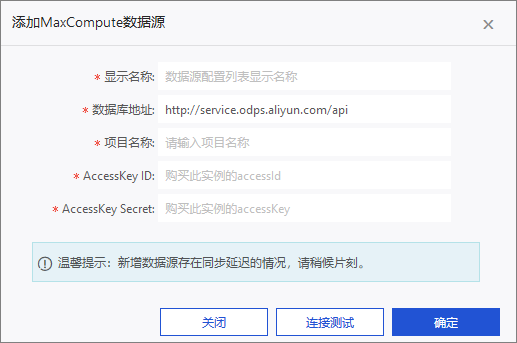 添加MaxCompute数据源
* 显示名称: 数据源配置列表显示名称
* 数据库地址: http://service.odps.aliyun.com/api
* 项目名称: 请输入项目名称
* AccessKey ID: 购买此实例的accessId
* AccessKey Secret: 购买此实例的accessKey
温馨提示：新增数据源存在同步延迟的情况，请稍候片刻。
关闭 连接测试 确定